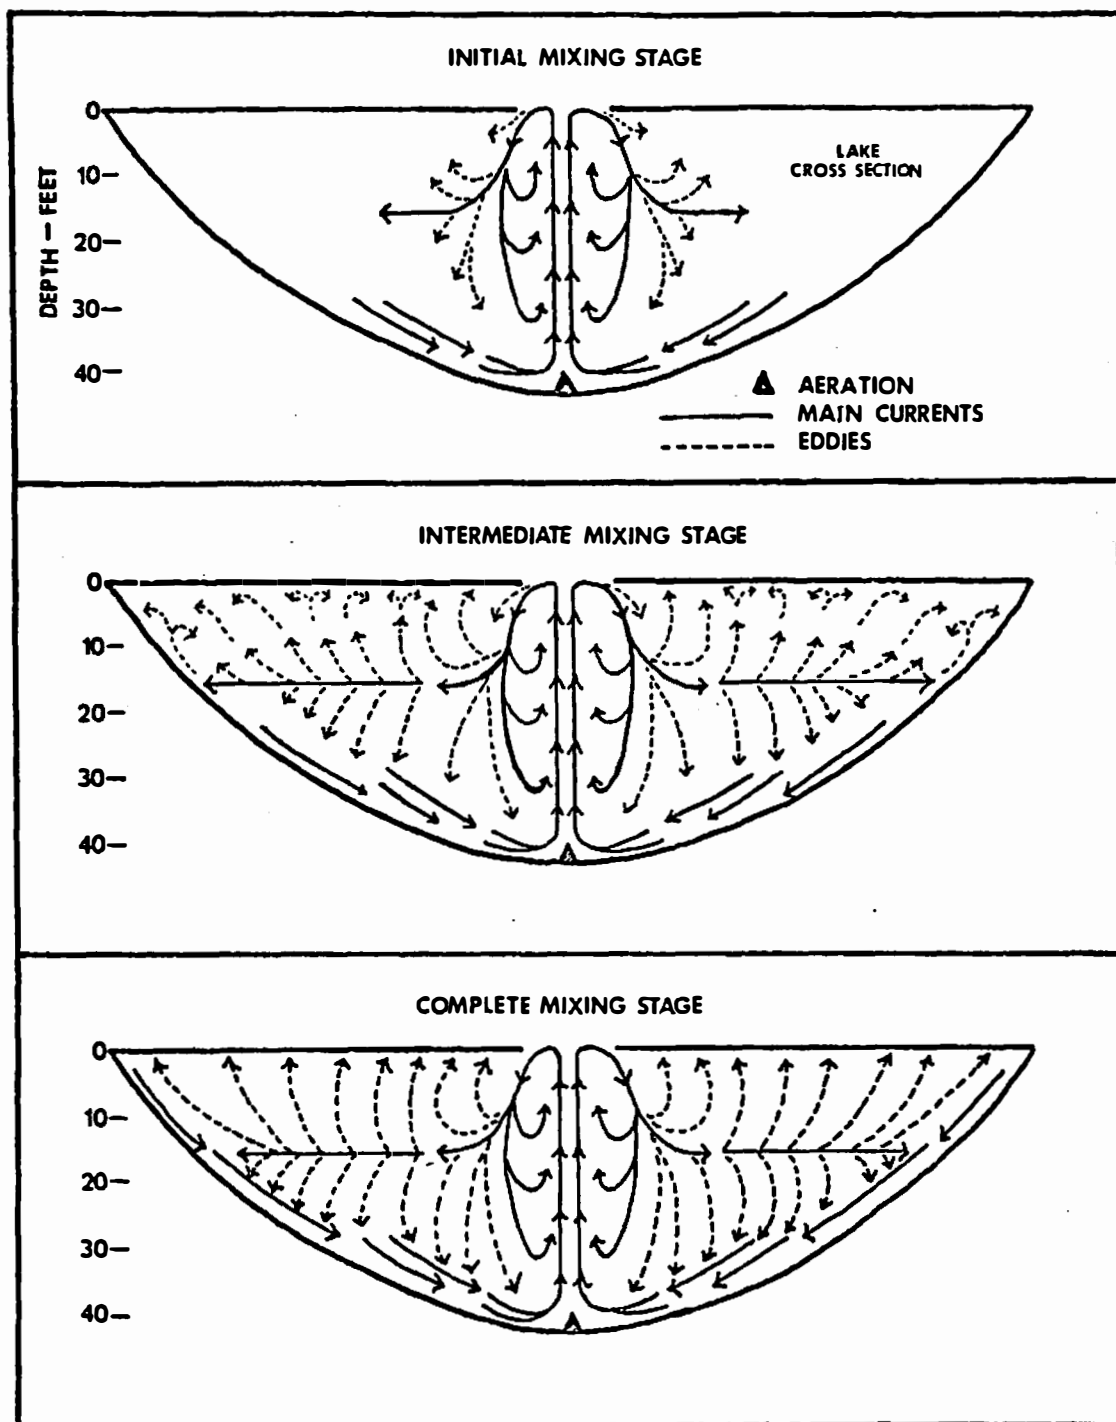 INITIAL MIXING STAGE
0
LAKE
CROSS SECTION
10
DEPTH - FEET
20
30
40
AERATION
MAIN CURRENTS
EDDIES
INTERMEDIATE MIXING STAGE
0
10
20
30
40
COMPLETE MIXING STAGE
0
10
20
30
40